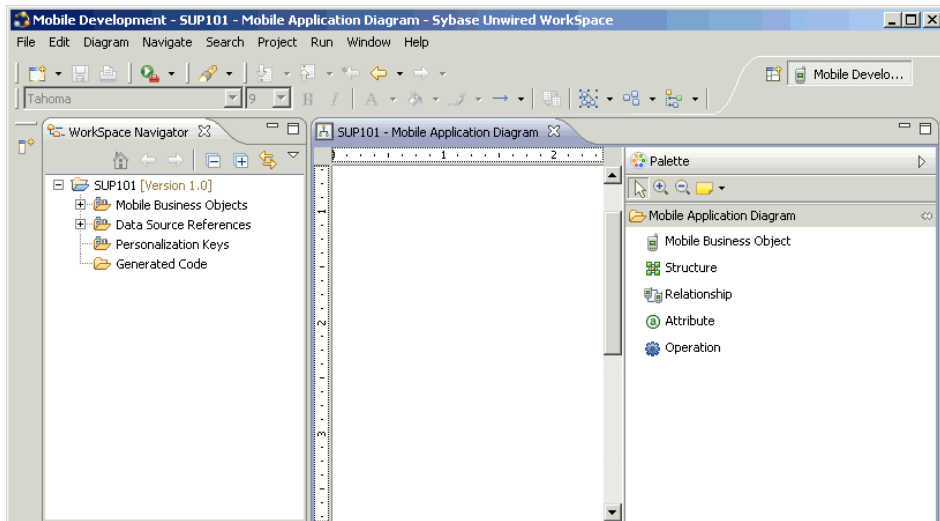 Mobile Development - SUP101 - Mobile Application Diagram - Sybase Unwired WorkSpace
File Edit Diagram Navigate Search Project Run Window Help
Mobile Develo...
Tahoma 9 B I A
WorkSpace Navigator
SUP101 - Mobile Application Diagram
1 2
Palette
SUP101 [Version 1.0]
Mobile Business Objects
Data Source References
Personalization Keys
Generated Code
2
3
Mobile Application Diagram
Mobile Business Object
Structure
Relationship
Attribute
Operation